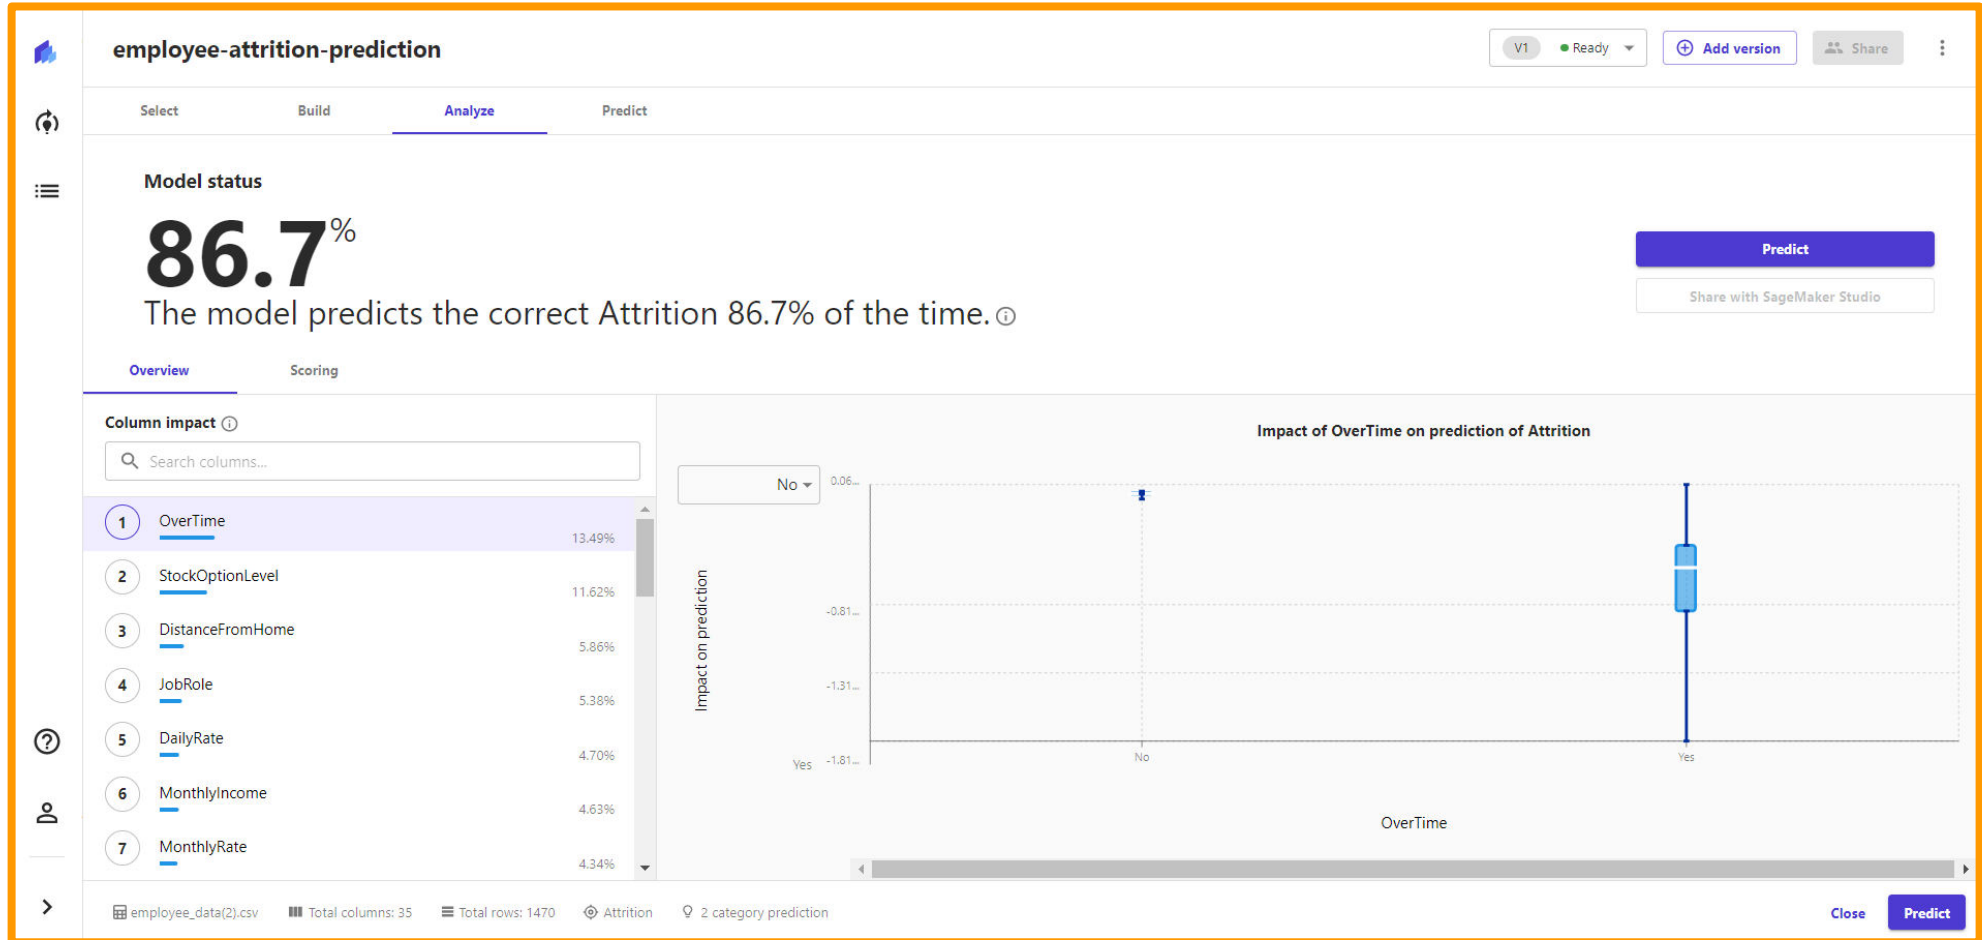 employee-attrition-prediction
V1 Ready
Add version
Share
Select Build Analyze Predict
Model status
86.7%
The model predicts the correct Attrition 86.7% of the time.
Predict
Share with SageMaker Studio
Overview Scoring
Column impact
Search columns...
1 OverTime 13.49%
2 StockOptionLevel 11.62%
3 DistanceFromHome 5.86%
4 JobRole 5.38%
5 DailyRate 4.70%
6 MonthlyIncome 4.63%
7 MonthlyRate 4.34%
Impact of OverTime on prediction of Attrition
No
0.06...
-0.81...
-1.31...
Yes -1.81...
Impact on prediction
No Yes
OverTime
employee_data(2).csv Total columns: 35 Total rows: 1470 Attrition 2 category prediction
Close Predict